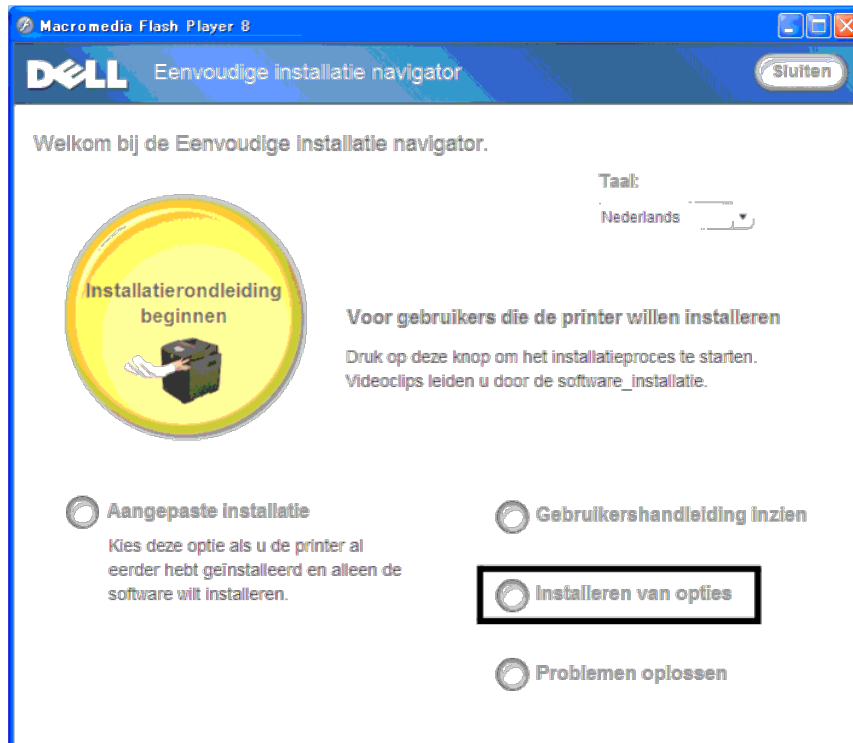 Macromedia Flash Player 8
DELL Eenvoudige installatie navigator
Sluiten
Welkom bij de Eenvoudige installatie navigator.
Taal:
Nederlands
Installatierondleiding
beginnen
Voor gebruikers die de printer willen installeren
Druk op deze knop om het installatieproces te starten.
Videoclips leiden u door de software_installatie.
Aangepaste installatie
Kies deze optie als u de printer al
eerder hebt geïnstalleerd en alleen de
software wilt installeren.
Gebruikershandleiding inzien
Installeren van opties
Problemen oplossen